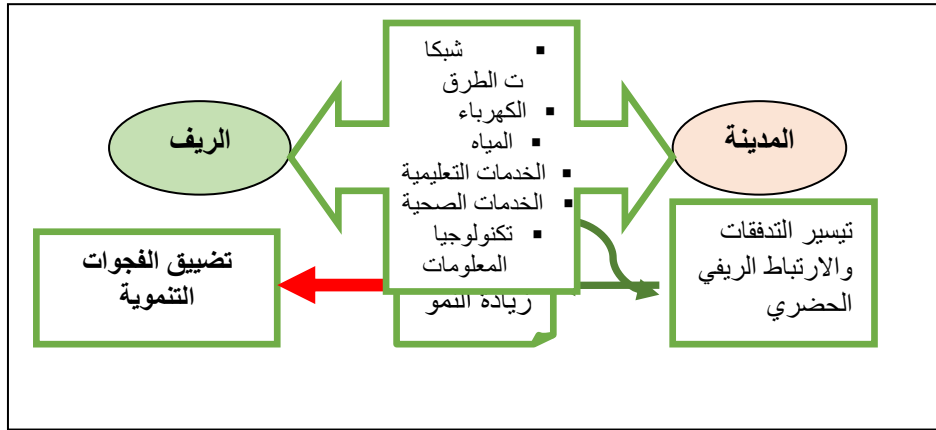 المدينة
▪ شبكا
ت الطرق
▪ الكهرباء
▪ المياه
▪ الخدمات التعليمية
▪ الخدمات الصحية
▪ تكنولوجيا
المعلومات
الريف
تيسير التدفقات
والارتباط الريفي
الحضري
زيادة النمو
تضييق الفجوات
التنموية